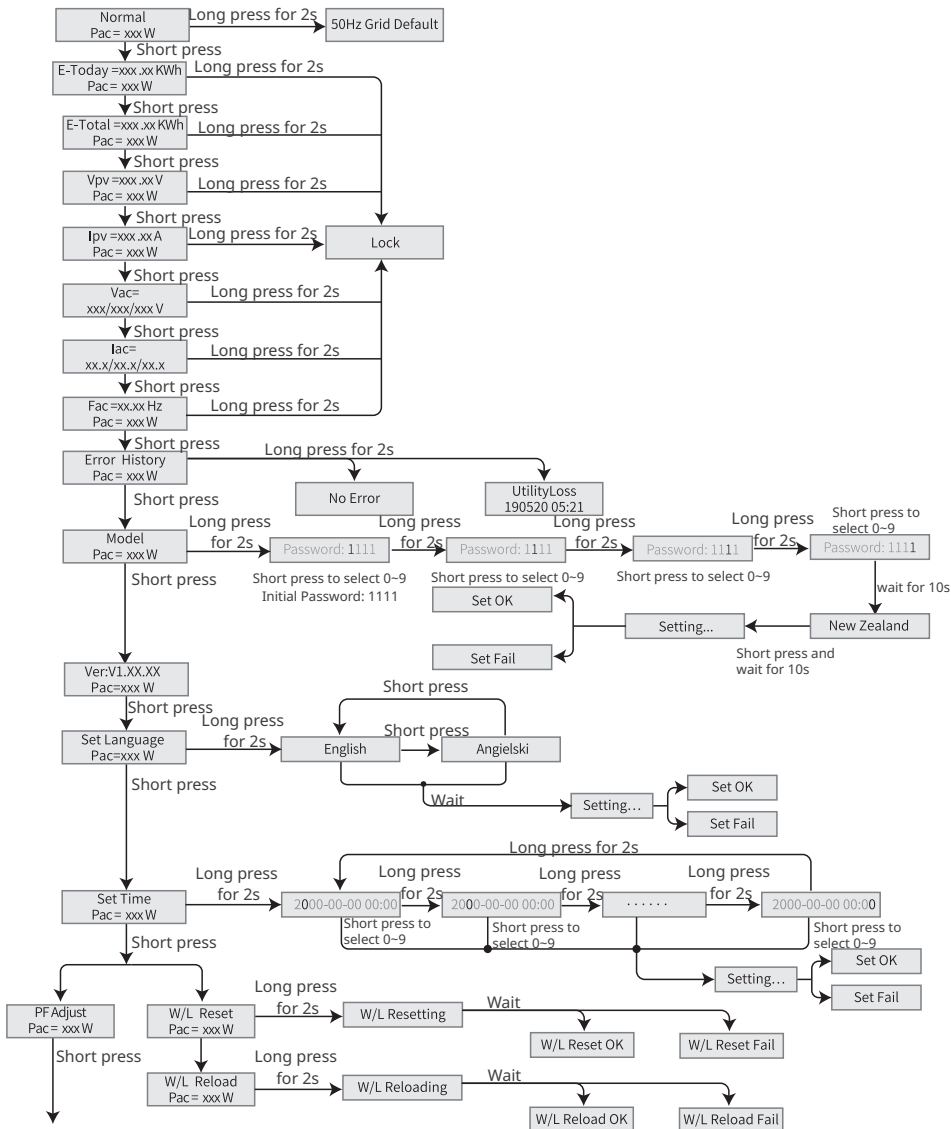 Normal
Pac= xxx W
Long press for 2s
50Hz Grid Default
Short press
E-Today =xxx.xx KWh
Pac= xxx W
Long press for 2s
Short press
E-Total =xxx.xx KWh
Pac= xxx W
Long press for 2s
Short press
Vpv =xxx.xx V
Pac= xxx W
Long press for 2s
Short press
Ipv =xxx.xx A
Pac= xxx W
Long press for 2s
Lock
Short press
Vac=
xxx/xxx/xxx V
Long press for 2s
Short press
Iac=
xx.x/xx.x/xx.x
Long press for 2s
Short press
Fac=xx.xx Hz
Pac= xxx W
Long press for 2s
Short press
Error History
Pac= xxx W
Long press for 2s
No Error
UtilityLoss
190520 05:21
Short press
Model
Pac= xxx W
Long press
for 2s
Password: 1111
Short press to select 0~9
Initial Password: 1111
Long press
for 2s
Password: 1111
Short press to select 0~9
Long press
for 2s
Password: 1111
Short press to select 0~9
Long press
for 2s
Short press to
select 0~9
Password: 1111
wait for 10s
New Zealand
Short press and
wait for 10s
Setting...
Set OK
Set Fail
Short press
Ver:V1.XX.XX
Pac=xxx W
Short press
Set Language
Pac=xxx W
Long press
for 2s
English
Short press
Angielski
Short press
Wait
Setting...
Set OK
Set Fail
Short press
Set Time
Pac= xxx W
Long press
for 2s
2000-00-00 00:00
Short press to
select 0~9
Long press
for 2s
2000-00-00 00:00
Short press to
select 0~9
Long press
for 2s
......
Long press
for 2s
2000-00-00 00:00
Short press to
select 0~9
Long press for 2s
Setting...
Set OK
Set Fail
Short press
PF Adjust
Pac= xxx W
Short press
W/L Reset
Pac= xxx W
Long press
for 2s
W/L Resetting
Wait
W/L Reset OK
W/L Reset Fail
W/L Reload
Pac= xxx W
Long press
for 2s
W/L Reloading
Wait
W/L Reload OK
W/L Reload Fail